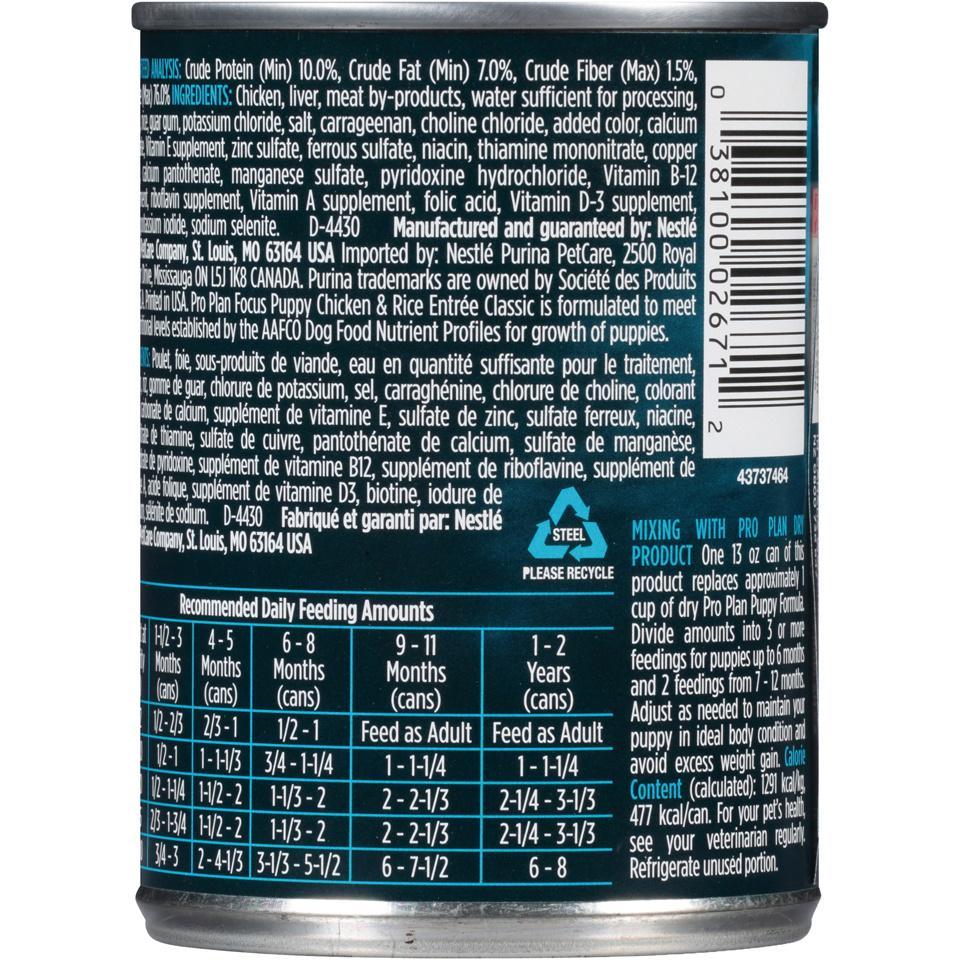 ANALYSIS: Crude Protein (Min) 10.0%, Crude Fat (Min) 7.0%, Crude Fiber (Max) 1.5%,
(Max) 76.0% INGREDIENTS: Chicken, liver, meat by-products, water sufficient for processing,
guar gum, potassium chloride, salt, carrageenan, choline chloride, added color, calcium
Vitamin E supplement, zinc sulfate, ferrous sulfate, niacin, thiamine mononitrate, copper
calcium pantothenate, manganese sulfate, pyridoxine hydrochloride, Vitamin B-12
riboflavin supplement, Vitamin A supplement, folic acid, Vitamin D-3 supplement,
potassium iodide, sodium selenite. D-4430 Manufactured and guaranteed by: Nestlé
PetCare Company, St. Louis, MO 63164 USA Imported by: Nestlé Purina PetCare, 2500 Royal
Drive, Mississauga ON L5J 1K8 CANADA. Purina trademarks are owned by Société des Produits
Printed in USA. Pro Plan Focus Puppy Chicken & Rice Entrée Classic is formulated to meet
levels established by the AAFCO Dog Food Nutrient Profiles for growth of puppies.
Poulet, foie, sous-produits de viande, eau en quantité suffisante pour le traitement,
gomme de guar, chlorure de potassium, sel, carraghénine, chlorure de choline, colorant
carbonate de calcium, supplément de vitamine E, sulfate de zinc, sulfate ferreux, niacine,
de thiamine, sulfate de cuivre, pantothénate de calcium, sulfate de manganèse,
de pyridoxine, supplément de vitamine B12, supplément de riboflavine, supplément de
A, acide folique, supplément de vitamine D3, biotine, iodure de
sélénite de sodium. D-4430 Fabriqué et garanti par: Nestlé
PetCare Company, St. Louis, MO 63164 USA
0 38100 02671 2
43737464
STEEL
PLEASE RECYCLE
Recommended Daily Feeding Amounts
1-1/2 - 3 4 - 5 6 - 8 9 - 11 1 - 2
Months Months Months Months Years
(cans) (cans) (cans) (cans) (cans)
1/2 - 2/3 2/3 - 1 1/2 - 1 Feed as Adult Feed as Adult
1/2 - 1 1 - 1-1/3 3/4 - 1-1/4 1 - 1-1/4 1 - 1-1/4
1/2 - 1-1/4 1-1/2 - 2 1-1/3 - 2 2 - 2-1/3 2-1/4 - 3-1/3
2/3 - 1-3/4 1-1/2 - 2 1-1/3 - 2 2 - 2-1/3 2-1/4 - 3-1/3
3/4 - 3 2 - 4-1/3 3-1/3 - 5-1/2 6 - 7-1/2 6 - 8
MIXING WITH PRO PLAN DRY
PRODUCT One 13 oz can of this
product replaces approximately 1
cup of dry Pro Plan Puppy Formula.
Divide amounts into 3 or more
feedings for puppies up to 6 months
and 2 feedings from 7 - 12 months.
Adjust as needed to maintain your
puppy in ideal body condition and
avoid excess weight gain. Calorie
Content (calculated): 1291 kcal/kg,
477 kcal/can. For your pet's health,
see your veterinarian regularly.
Refrigerate unused portion.